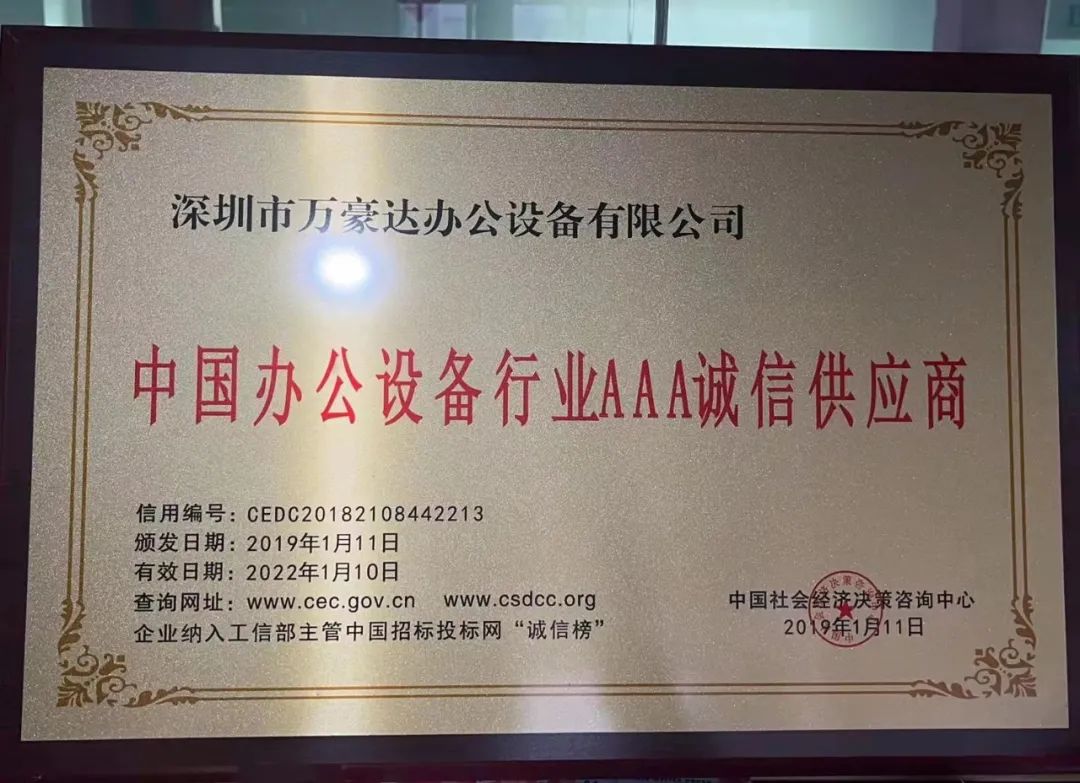 深圳市万豪达办公设备有限公司
中国办公设备行业AAA诚信供应商
信用编号：CEDC20182108442213
颁发日期：2019年1月11日
有效日期：2022年1月10日
查询网址：www.cec.gov.cn www.csdcc.org
企业纳入工信部主管中国招标投标网“诚信榜”
中国社会经济决策咨询中心
2019年1月11日